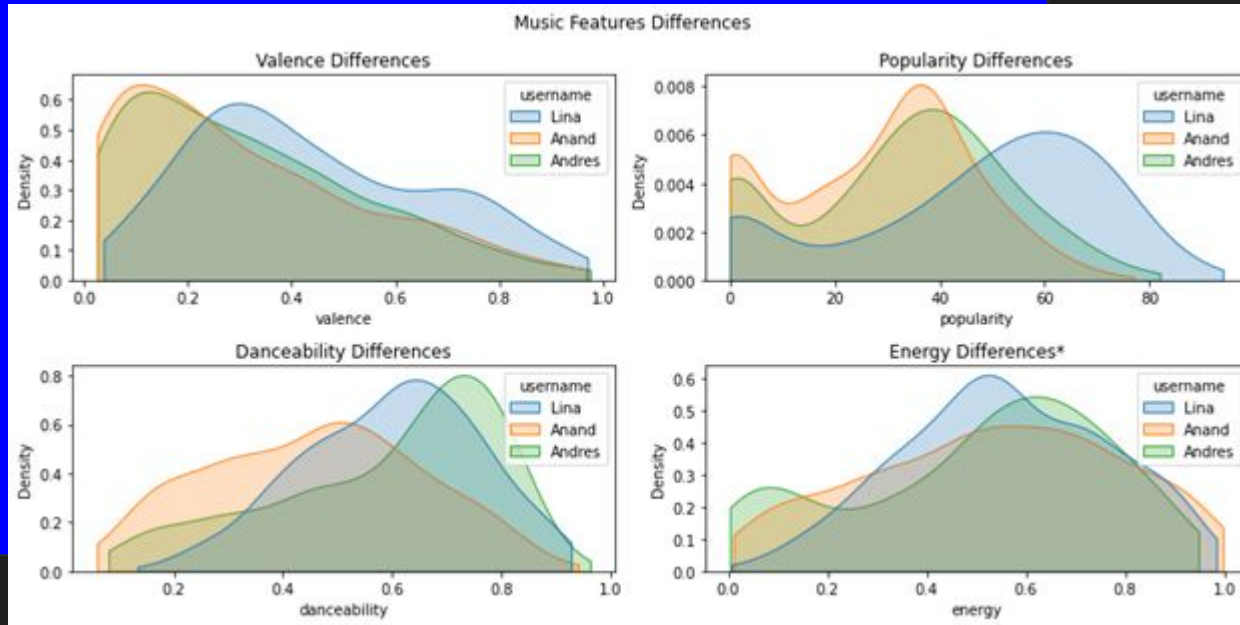 Music Features Differences
Valence Differences
Density
0.6
0.5
0.4
0.3
0.2
0.1
0.0
username
Lina
Anand
Andres
0.0 0.2 0.4 0.6 0.8 1.0
valence
Popularity Differences
Density
0.008
0.006
0.004
0.002
0.000
username
Lina
Anand
Andres
0 20 40 60 80
popularity
Danceability Differences
Density
0.8
0.6
0.4
0.2
0.0
username
Lina
Anand
Andres
0.2 0.4 0.6 0.8 1.0
danceability
Energy Differences*
Density
0.6
0.5
0.4
0.3
0.2
0.1
0.0
username
Lina
Anand
Andres
0.0 0.2 0.4 0.6 0.8 1.0
energy